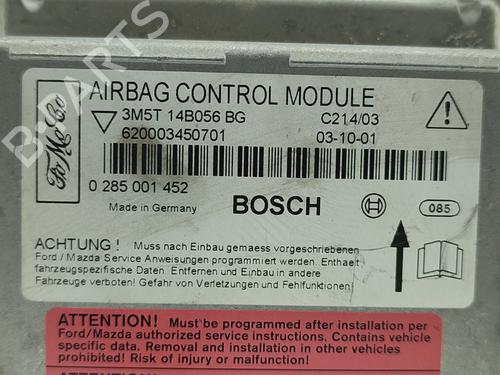 B-PARTS
FoMoCo
AIRBAG CONTROL MODULE
3M5T 14B056 BG C214/03
620003450701 03-10-01
0 285 001 452
Made in Germany BOSCH 085
ACHTUNG ! Muss nach Einbau gemaess vorgeschriebenen
Ford / Mazda Service Anweisungen programmiert werden. Enthaelt
fahrzeugspezifische Daten. Entfernen und Einbau in andere
Fahrzeuge verboten! Gefahr von Verletzungen und Fehlfunktionen!
ATTENTION! Must be programmed after installation per
Ford/Mazda authorized service instructions. Contains vehicle
specific data. Removal and installation in other vehicles
prohibited! Risk of injury or malfunction!